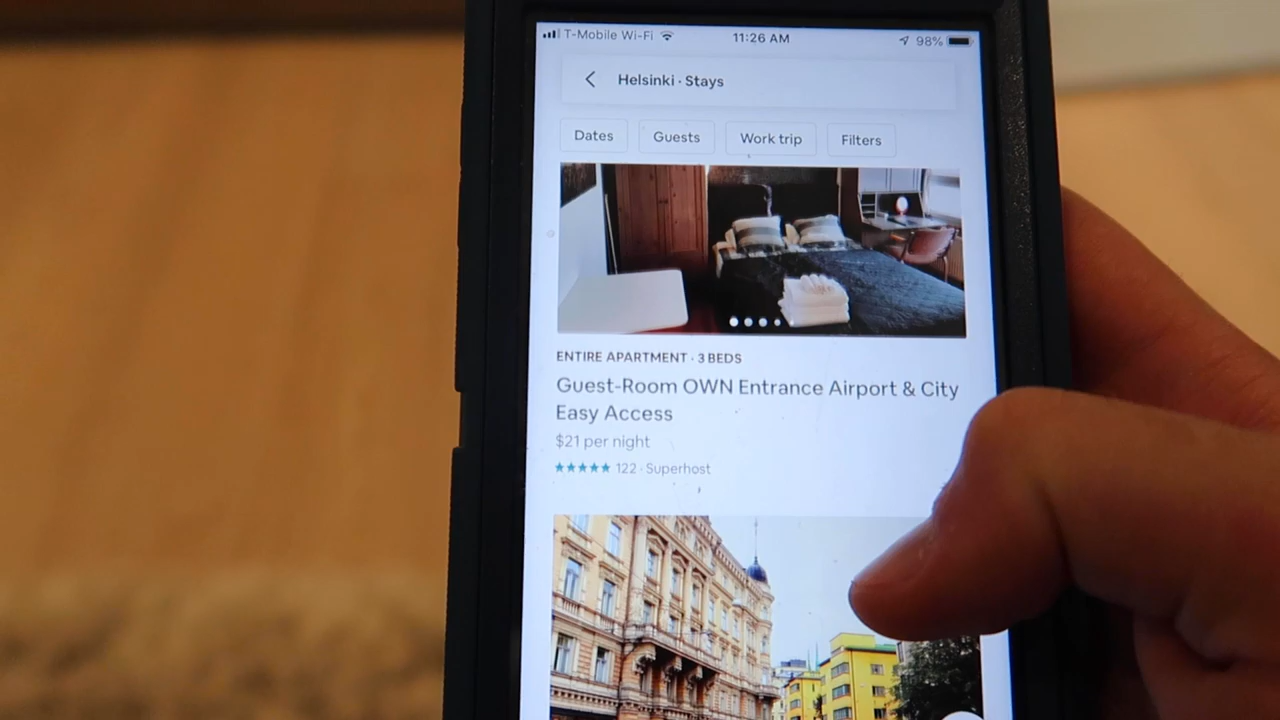 T-Mobile Wi-Fi 11:26 AM 98%
Helsinki · Stays
Dates Guests Work trip Filters
ENTIRE APARTMENT · 3 BEDS
Guest-Room OWN Entrance Airport & City
Easy Access
$21 per night
122 · Superhost